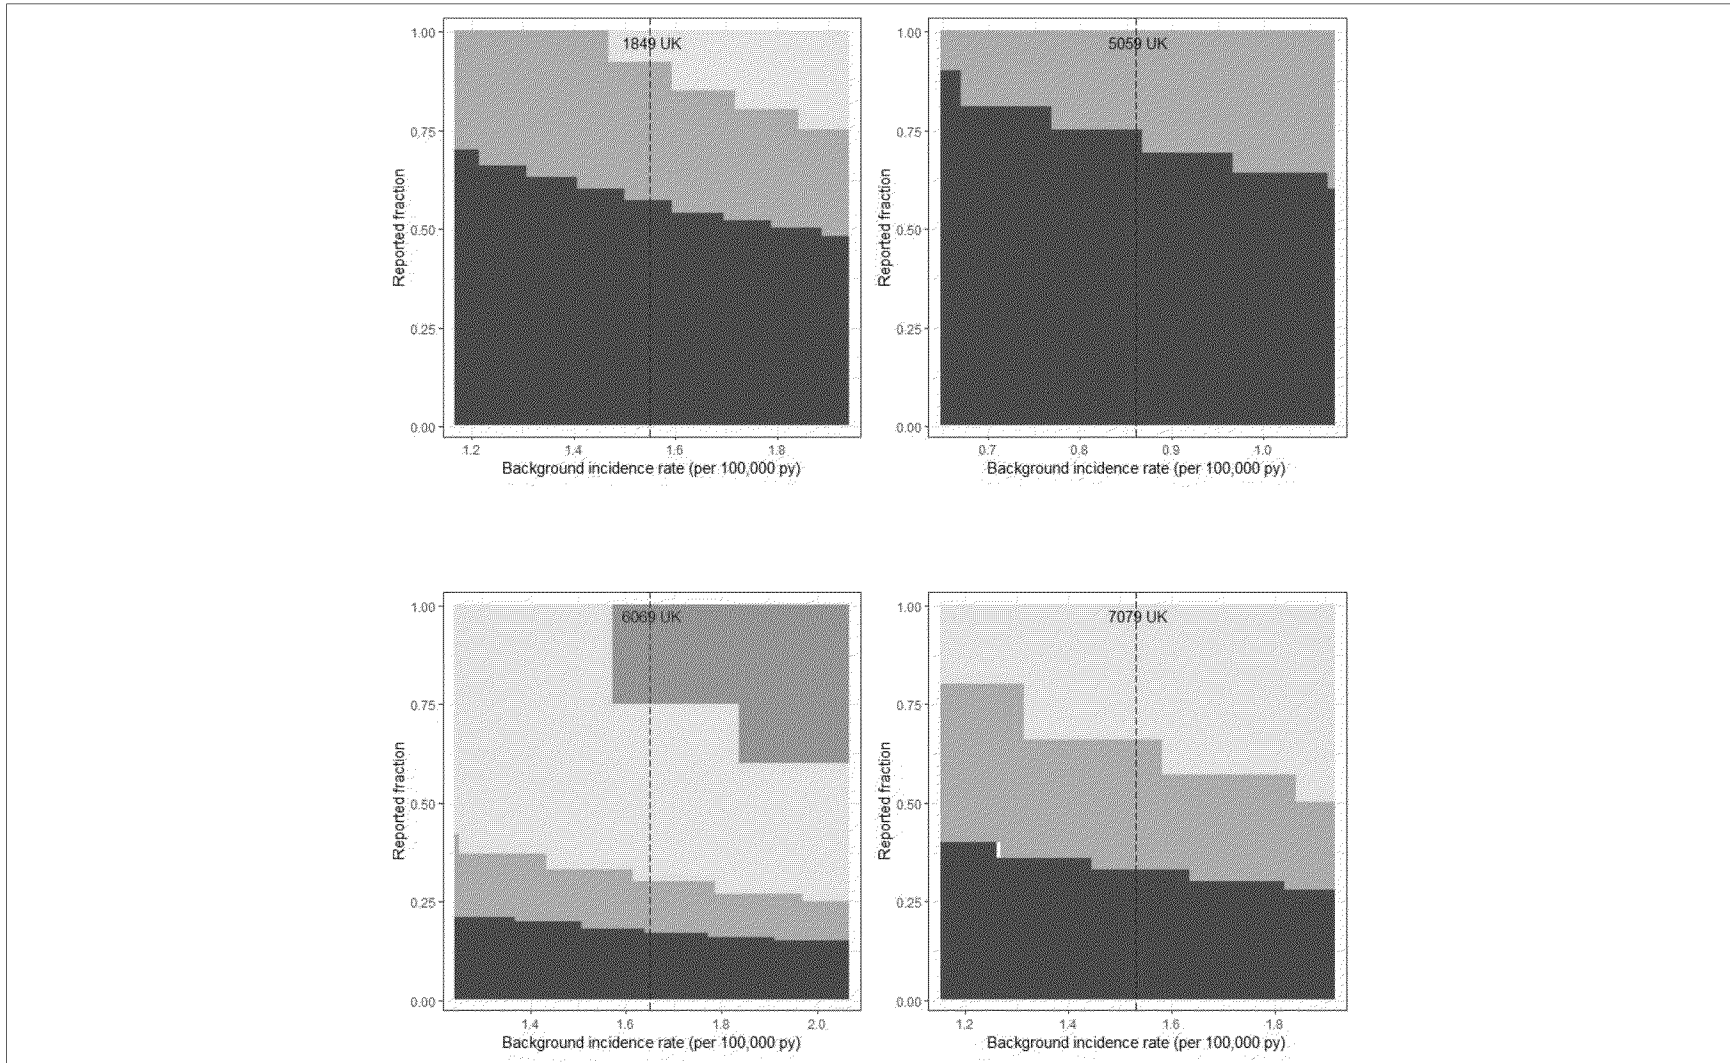 1849 UK
1.00
0.75
0.50
0.25
0.00
Reported fraction
1.2 1.4 1.6 1.8
Background incidence rate (per 100,000 py)
5059 UK
1.00
0.75
0.50
0.25
0.00
Reported fraction
0.7 0.8 0.9 1.0
Background incidence rate (per 100,000 py)
6069 UK
1.00
0.75
0.50
0.25
0.00
Reported fraction
1.4 1.6 1.8 2.0
Background incidence rate (per 100,000 py)
7079 UK
1.00
0.75
0.50
0.25
0.00
Reported fraction
1.2 1.4 1.6 1.8
Background incidence rate (per 100,000 py)